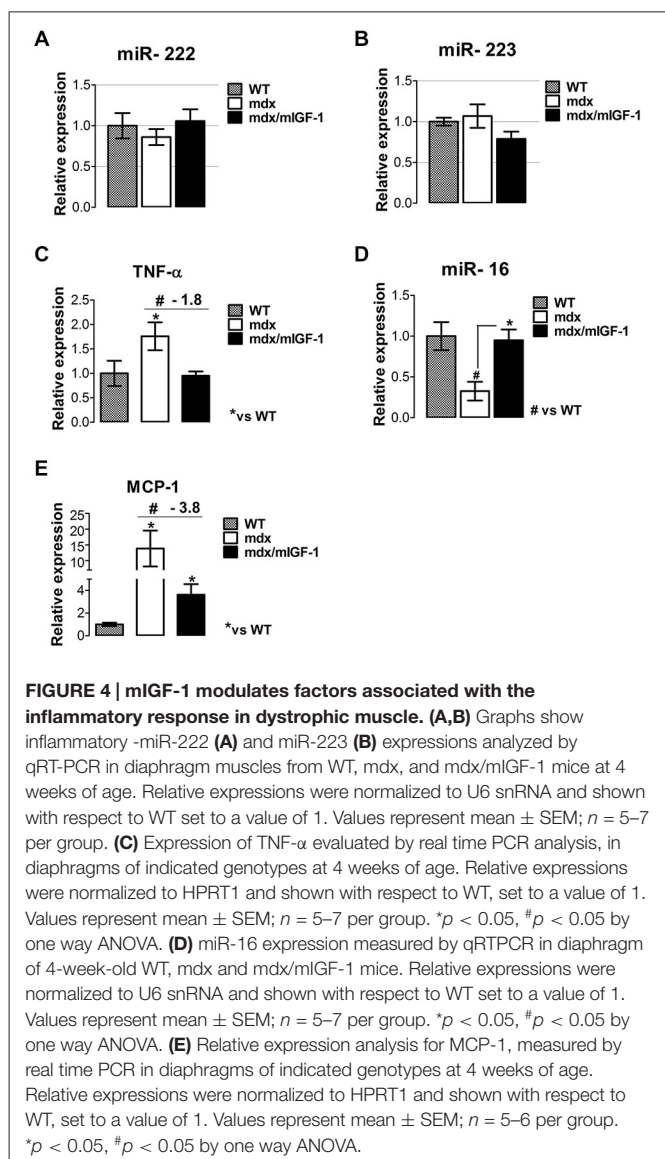 A
miR- 222
Relative expression
1.5
1.0
0.5
0.0
WT
mdx
mdx/mIGF-1
B
miR- 223
Relative expression
1.5
1.0
0.5
0.0
WT
mdx
mdx/mIGF-1
C
TNF-α
# - 1.8
*
Relative expression
2.5
2.0
1.5
1.0
0.5
0.0
WT
mdx
mdx/mIGF-1
*vs WT
D
miR- 16
*
#
Relative expression
1.5
1.0
0.5
0.0
WT
mdx
mdx/mIGF-1
# vs WT
E
MCP-1
# - 3.8
*
*
Relative expression
25
20
15
10
5
4
2
0
WT
mdx
mdx/mIGF-1
*vs WT
FIGURE 4 | mIGF-1 modulates factors associated with the
inflammatory response in dystrophic muscle. (A,B) Graphs show
inflammatory -miR-222 (A) and miR-223 (B) expressions analyzed by
qRT-PCR in diaphragm muscles from WT, mdx, and mdx/mIGF-1 mice at 4
weeks of age. Relative expressions were normalized to U6 snRNA and shown
with respect to WT set to a value of 1. Values represent mean ± SEM; n = 5–7
per group. (C) Expression of TNF-α evaluated by real time PCR analysis, in
diaphragms of indicated genotypes at 4 weeks of age. Relative expressions
were normalized to HPRT1 and shown with respect to WT, set to a value of 1.
Values represent mean ± SEM; n = 5–7 per group. *p < 0.05, #p < 0.05 by
one way ANOVA. (D) miR-16 expression measured by qRTPCR in diaphragm
of 4-week-old WT, mdx and mdx/mIGF-1 mice. Relative expressions were
normalized to U6 snRNA and shown with respect to WT set to a value of 1.
Values represent mean ± SEM; n = 5–7 per group. *p < 0.05, #p < 0.05 by
one way ANOVA. (E) Relative expression analysis for MCP-1, measured by
real time PCR in diaphragms of indicated genotypes at 4 weeks of age.
Relative expressions were normalized to HPRT1 and shown with respect to
WT, set to a value of 1. Values represent mean ± SEM; n = 5–6 per group.
*p < 0.05, #p < 0.05 by one way ANOVA.